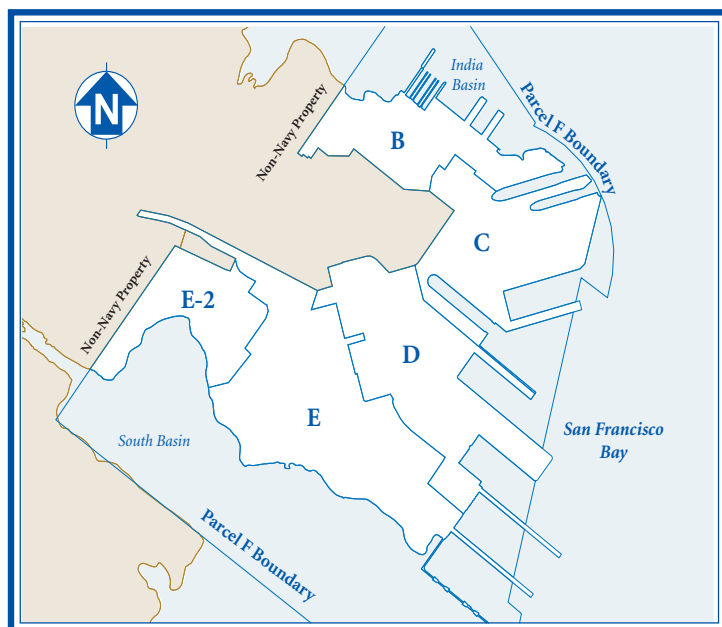 India
Basin
N
Non-Navy Property
Parcel F Boundary
B
C
Non-Navy Property
E-2
D
E
San Francisco
Bay
South Basin
Parcel F Boundary